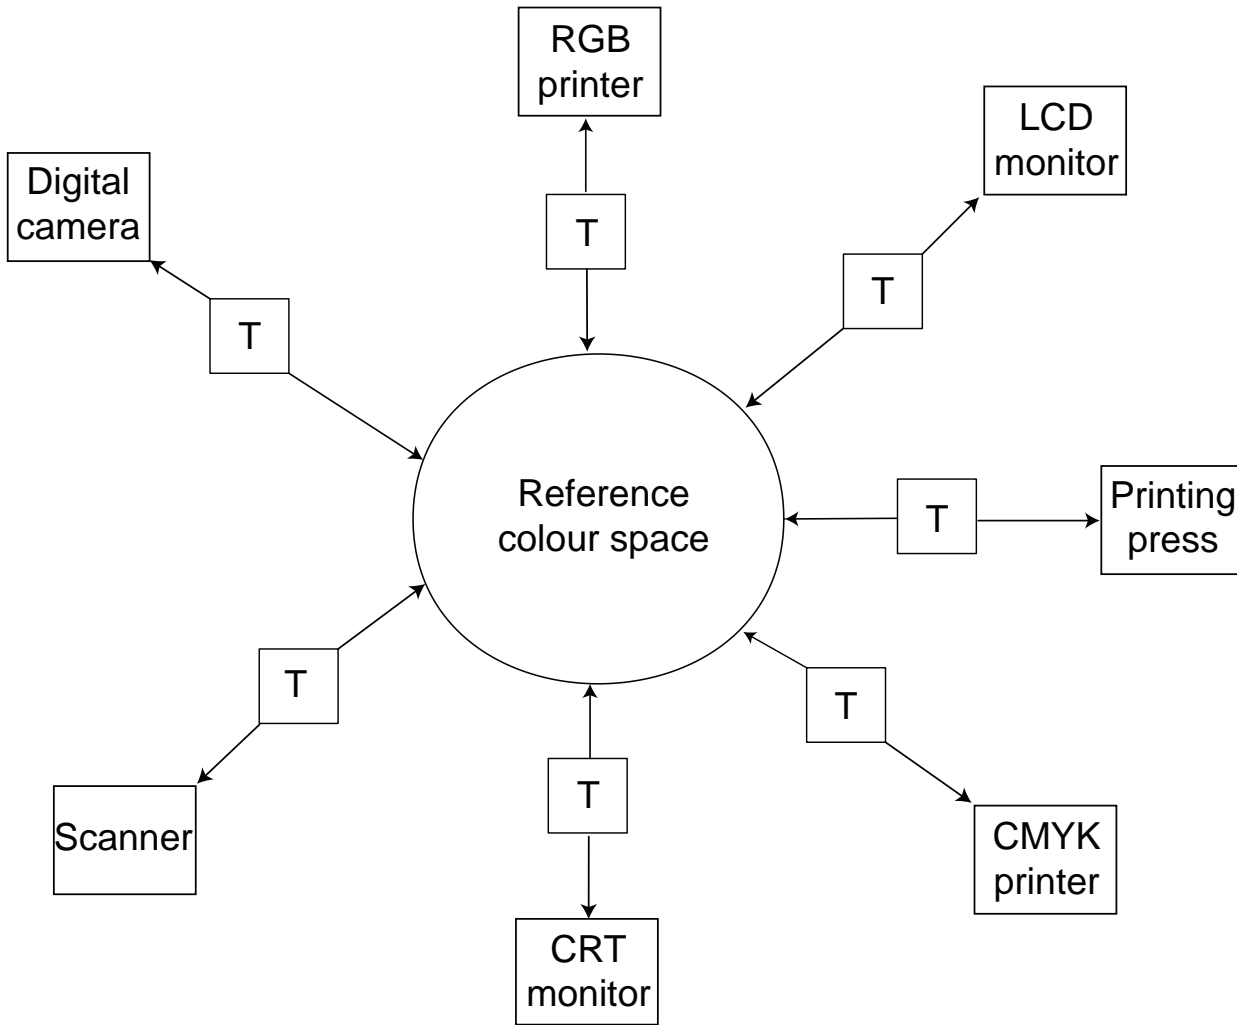 RGB
printer
LCD
monitor
Digital
camera
T
T
T
Reference
colour space
T
Printing
press
T
T
T
Scanner
CMYK
printer
CRT
monitor